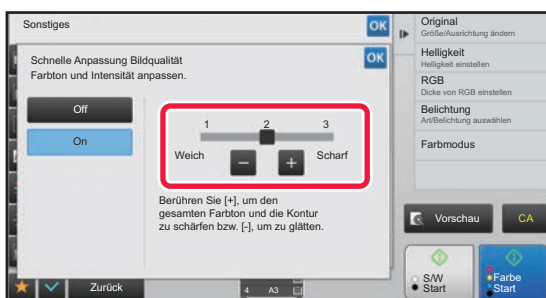 Sonstiges
OK
Schnelle Anpassung Bildqualität
Farbton und Intensität anpassen.
OK
Off
On
1 2 3
Weich
Scharf
Berühren Sie [+], um den
gesamten Farbton und die Kontur
zu schärfen bzw. [-], um zu glätten.
Zurück
4 A3
Original
Größe/Ausrichtung ändern
Helligkeit
Helligkeit einstellen
RGB
Dicke von RGB einstellen
Belichtung
Art/Belichtung auswählen
Farbmodus
Vorschau
CA
S/W
Start
Farbe
Start